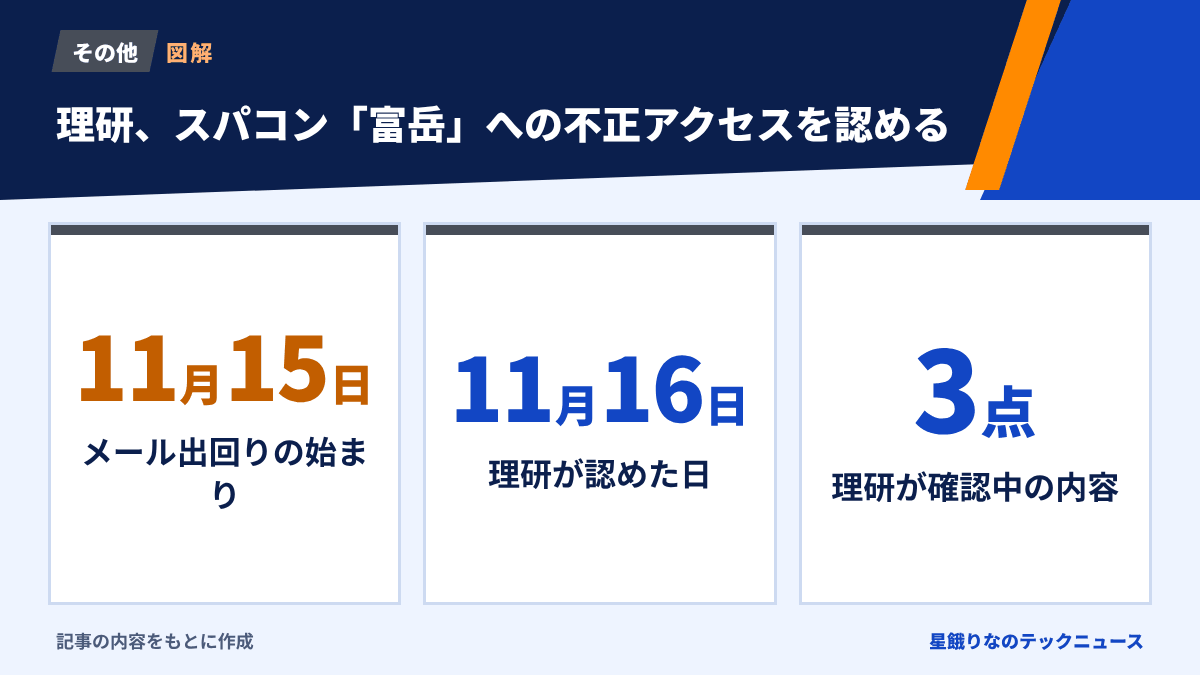 その他
図解
理研、スパコン「富岳」への不正アクセスを認める
11月15日
メール出回りの始ま
り
11月16日
理研が認めた日
3点
理研が確認中の内容
記事の内容をもとに作成
星餓りなのテックニュース